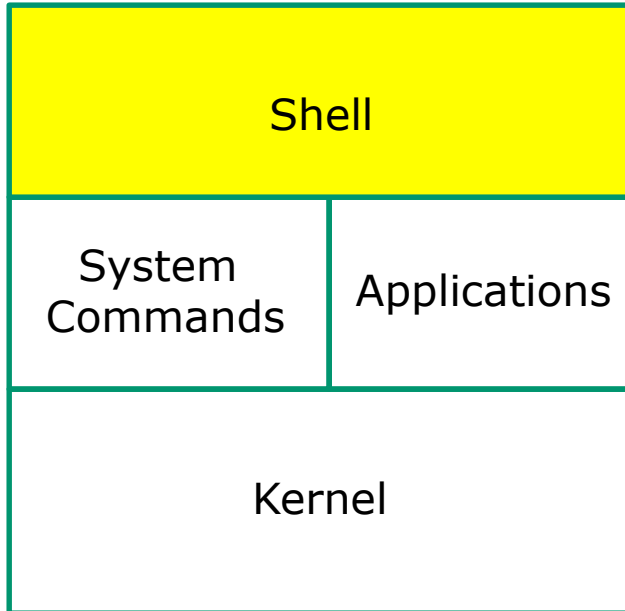 Shell
System
Commands
Applications
Kernel